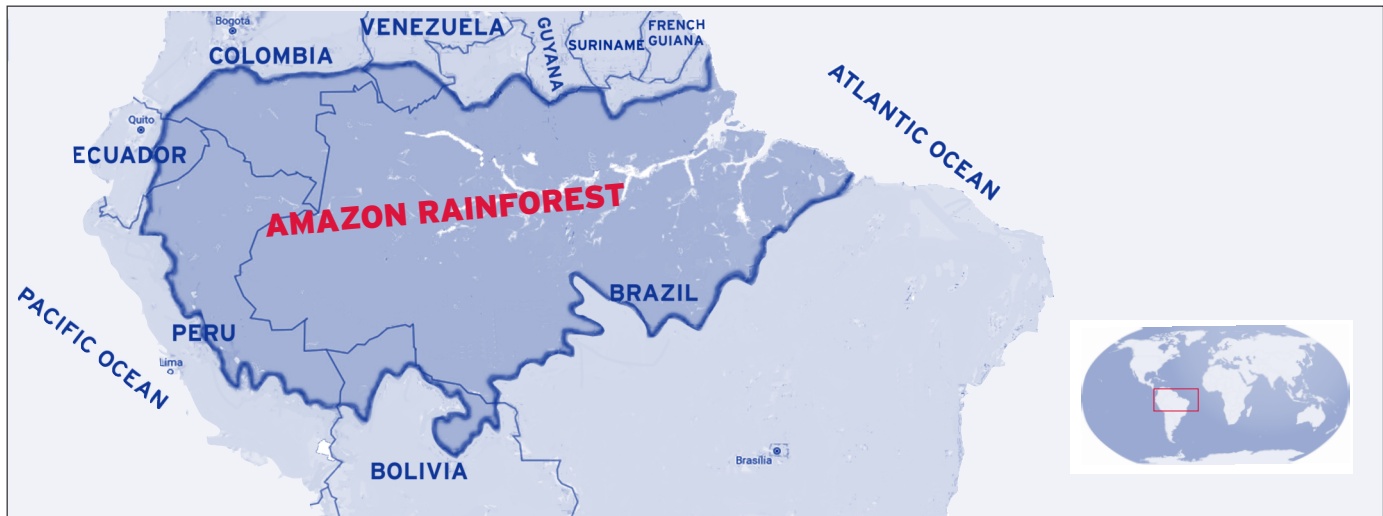 Bogotá
VENEZUELA
COLOMBIA
GUYANA
SURINAME
FRENCH
GUIANA
ATLANTIC OCEAN
Quito
ECUADOR
AMAZON RAINFOREST
BRAZIL
PERU
PACIFIC OCEAN
Lima
BOLIVIA
Brasília